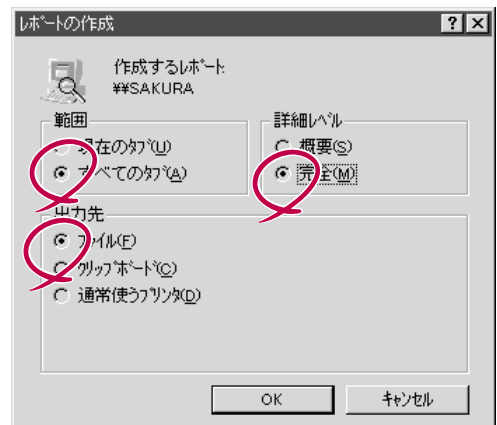 ﾚﾎﾟｰﾄの作成
作成するﾚﾎﾟｰﾄ:
¥¥SAKURA
範囲
現在のﾀﾌﾞ(U)
すべてのﾀﾌﾞ(A)
詳細ﾚﾍﾞﾙ
概要(S)
完全(M)
出力先
ﾌｧｲﾙ(F)
ｸﾘｯﾌﾟﾎﾞｰﾄﾞ(C)
通常使うﾌﾟﾘﾝﾀ(D)
OK
ｷｬﾝｾﾙ